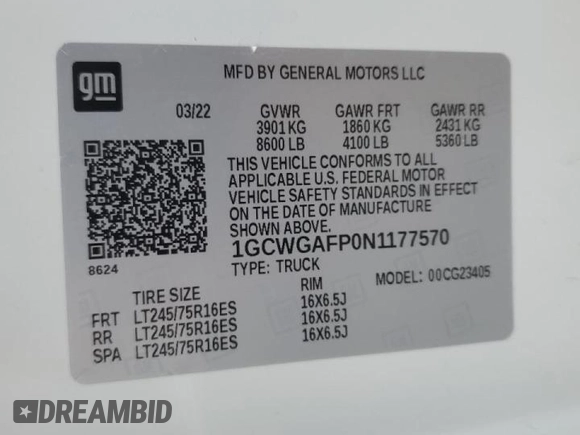 gm
MFD BY GENERAL MOTORS LLC
03/22 GVWR GAWR FRT GAWR RR
3901 KG 1860 KG 2431 KG
8600 LB 4100 LB 5360 LB
THIS VEHICLE CONFORMS TO ALL
APPLICABLE U.S. FEDERAL MOTOR
VEHICLE SAFETY STANDARDS IN EFFECT
ON THE DATE OF MANUFACTURE
SHOWN ABOVE.
1GCWGAFP0N1177570
8624
TYPE: TRUCK MODEL: 00CG23405
TIRE SIZE RIM
FRT LT245/75R16ES 16X6.5J
RR LT245/75R16ES 16X6.5J
SPA LT245/75R16ES 16X6.5J
DREAMBID